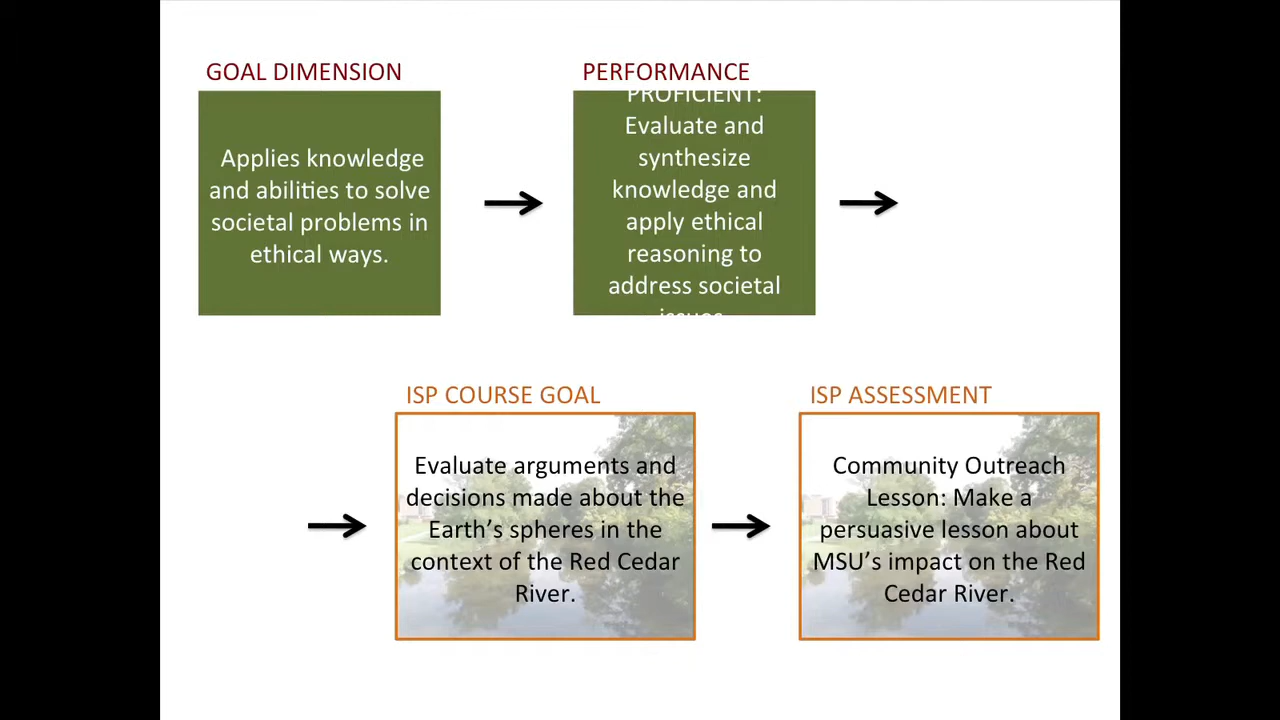 GOAL DIMENSION
Applies knowledge
and abilities to solve
societal problems in
ethical ways.
PERFORMANCE
PROFICIENT:
Evaluate and
synthesize
knowledge and
apply ethical
reasoning to
address societal
issues
ISP COURSE GOAL
Evaluate arguments and
decisions made about the
Earth’s spheres in the
context of the Red Cedar
River.
ISP ASSESSMENT
Community Outreach
Lesson: Make a
persuasive lesson about
MSU’s impact on the Red
Cedar River.